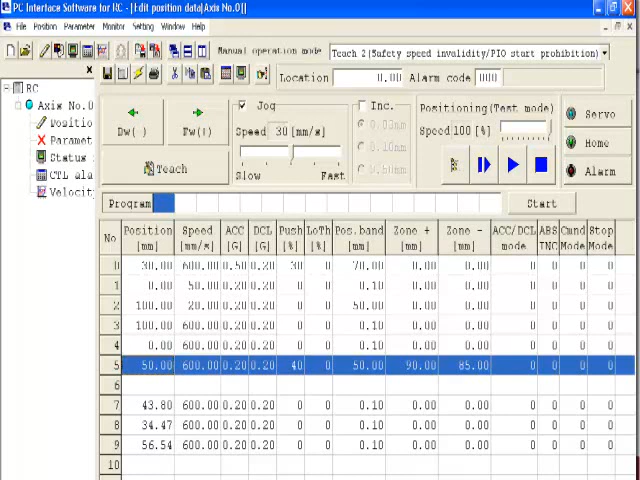 PC Interlace Software for RC - [Edit position data[Axis No.0]]
File Position Parameter Monitor Setting Window Help
Manual operation mode Teach 2(Safety speed invalidity/PIO start prohibition)
Location 0.00 Alarm code 000
RC
Axis No.0
Positio
Paramet
Status
CTL ala
Velocit
Bw( ) Fw( )
Teach
Jog
Speed 30 [mm/s]
Slow Fast
Inc.
0.03mm
0.10mm
0.50mm
Positioning(Test mode)
Speed 100 [%]
Servo
Home
Alarm
Program Start
No Position [mm] Speed [mm/s] ACC [G] DCL [G] Push [%] LoTh [%] Pos.band [mm] Zone + [mm] Zone - [mm] ACC/DCL mode ABS INC Cmnd Mode Stop Mode
0 30.00 600.00 0.50 0.20 30 0 70.00 0.00 0.00 0 0 0 0
1 0.00 50.00 0.20 0.20 0 0 0.10 0.00 0.00 0 0 0 0
2 100.00 20.00 0.20 0.20 0 0 50.00 0.00 0.00 0 0 0 0
3 100.00 600.00 0.20 0.20 0 0 0.10 0.00 0.00 0 0 0 0
4 0.00 600.00 0.20 0.20 0 0 0.10 0.00 0.00 0 0 0 0
5 50.00 600.00 0.20 0.20 40 0 50.00 90.00 85.00 0 0 0 0
6
7 43.80 600.00 0.20 0.20 0 0 0.10 0.00 0.00 0 0 0 0
8 34.47 600.00 0.20 0.20 0 0 0.10 0.00 0.00 0 0 0 0
9 56.54 600.00 0.20 0.20 0 0 0.10 0.00 0.00 0 0 0 0
10